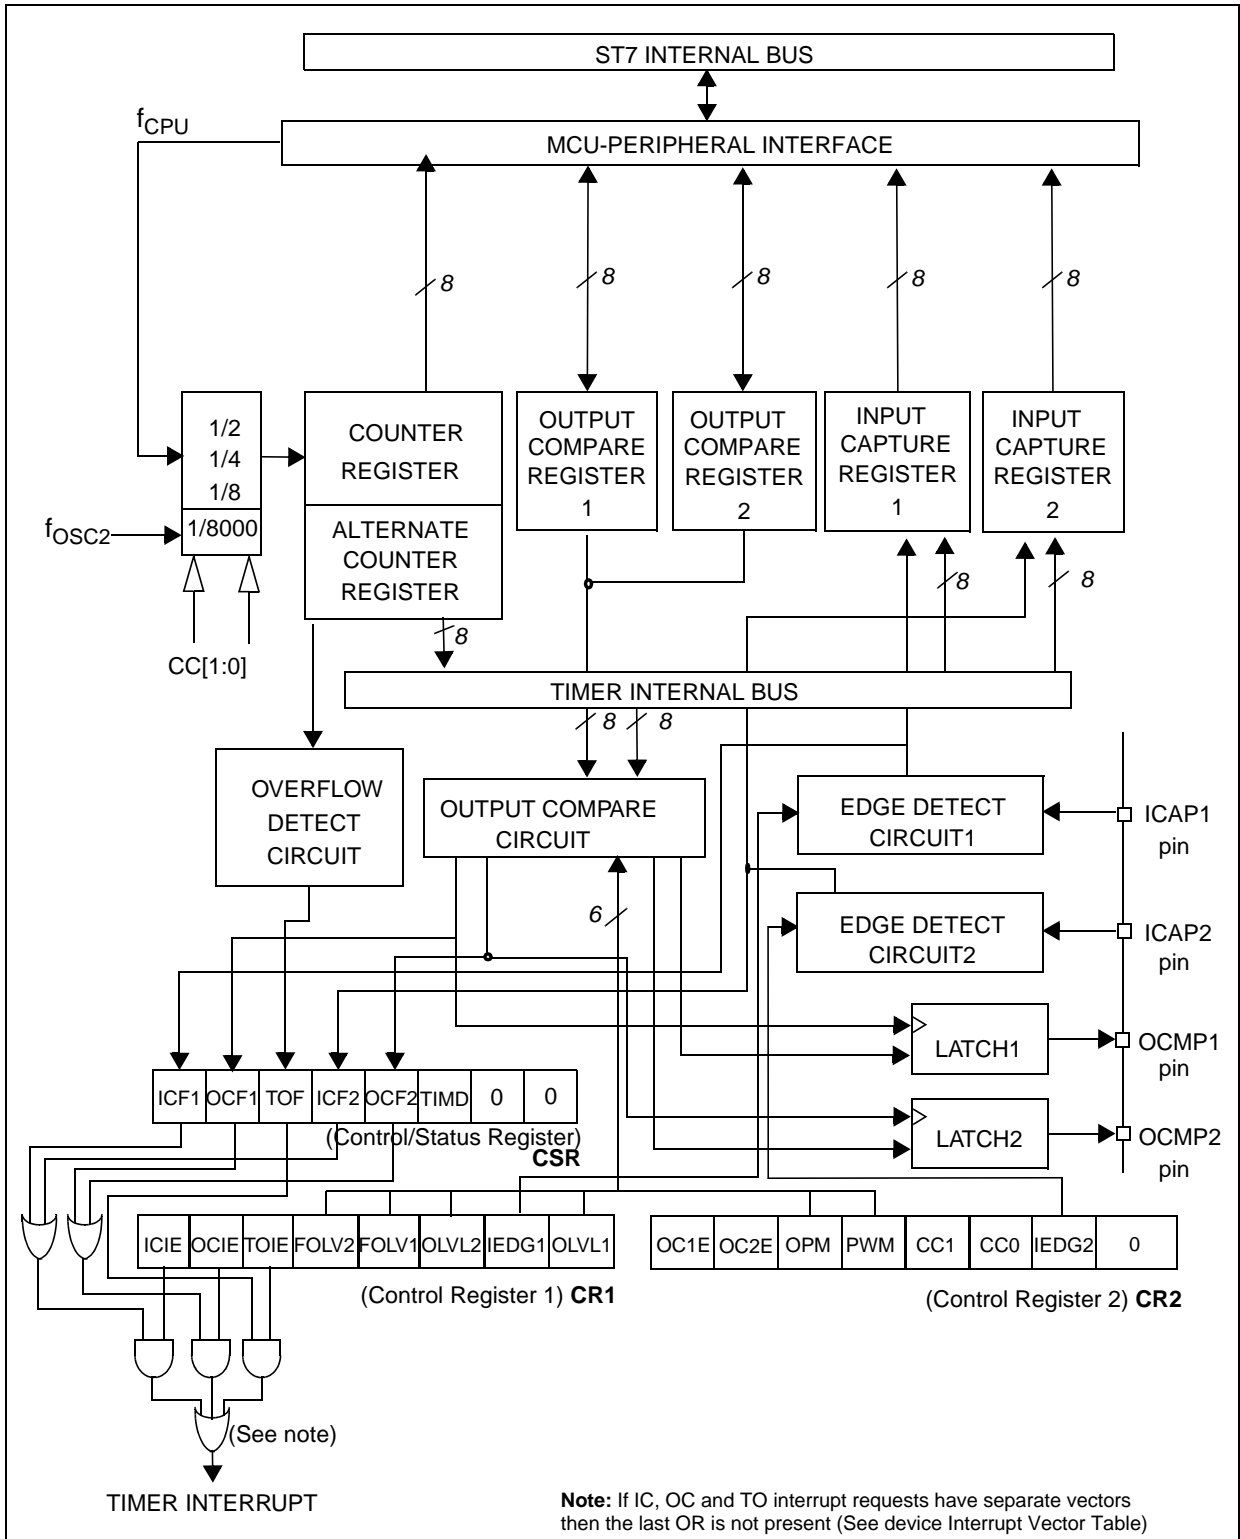 ST7 INTERNAL BUS
fCPU
MCU-PERIPHERAL INTERFACE
8
8
8
8
8
1/2
1/4
1/8
1/8000
fOSC2
CC[1:0]
COUNTER
REGISTER
ALTERNATE
COUNTER
REGISTER
OUTPUT
COMPARE
REGISTER
1
OUTPUT
COMPARE
REGISTER
2
INPUT
CAPTURE
REGISTER
1
INPUT
CAPTURE
REGISTER
2
8
8
8
TIMER INTERNAL BUS
8
8
OVERFLOW
DETECT
CIRCUIT
OUTPUT COMPARE
CIRCUIT
6
EDGE DETECT
CIRCUIT1
ICAP1
pin
EDGE DETECT
CIRCUIT2
ICAP2
pin
LATCH1
OCMP1
pin
LATCH2
OCMP2
pin
ICF1 OCF1 TOF ICF2 OCF2 TIMD 0 0
(Control/Status Register)
CSR
ICIE OCIE TOIE FOLV2 FOLV1 OLVL2 IEDG1 OLVL1
(Control Register 1) CR1
OC1E OC2E OPM PWM CC1 CC0 IEDG2 0
(Control Register 2) CR2
(See note)
TIMER INTERRUPT
Note: If IC, OC and TO interrupt requests have separate vectors
then the last OR is not present (See device Interrupt Vector Table)